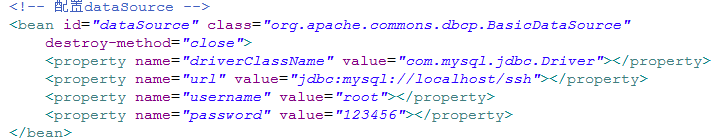 <!-- 配置dataSource -->
<bean id="dataSource" class="org.apache.commons.dbcp.BasicDataSource"
destroy-method="close">
<property name="driverClassName" value="com.mysql.jdbc.Driver"></property>
<property name="url" value="jdbc:mysql://localhost/ssh"></property>
<property name="username" value="root"></property>
<property name="password" value="123456"></property>
</bean>